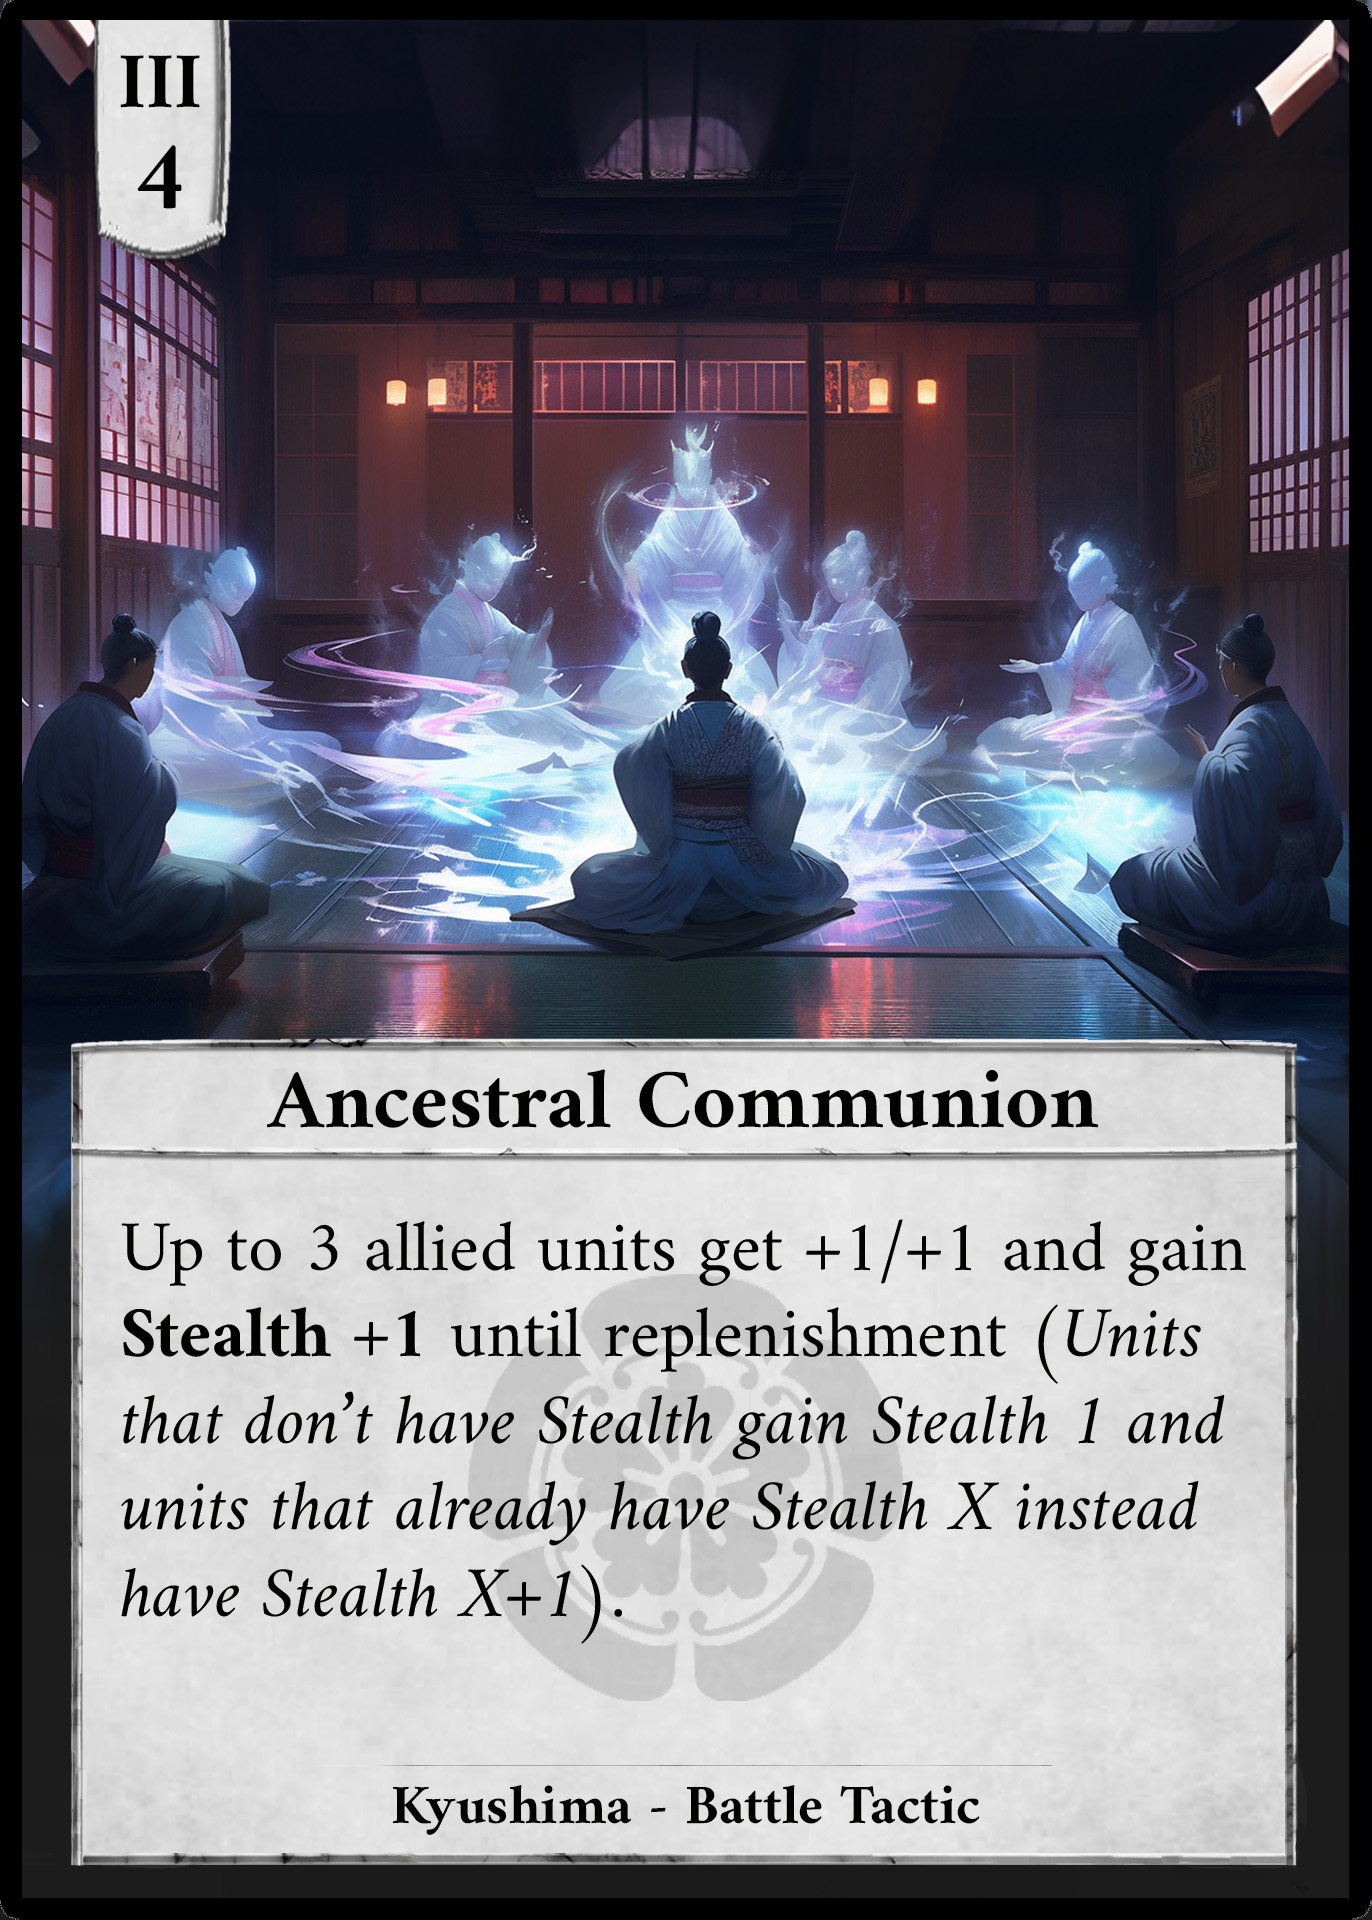 III
4
Ancestral Communion
Up to 3 allied units get +1/+1 and gain
Stealth +1 until replenishment (Units
that don't have Stealth gain Stealth 1 and
units that already have Stealth X instead
have Stealth X+1).
Kyushima - Battle Tactic